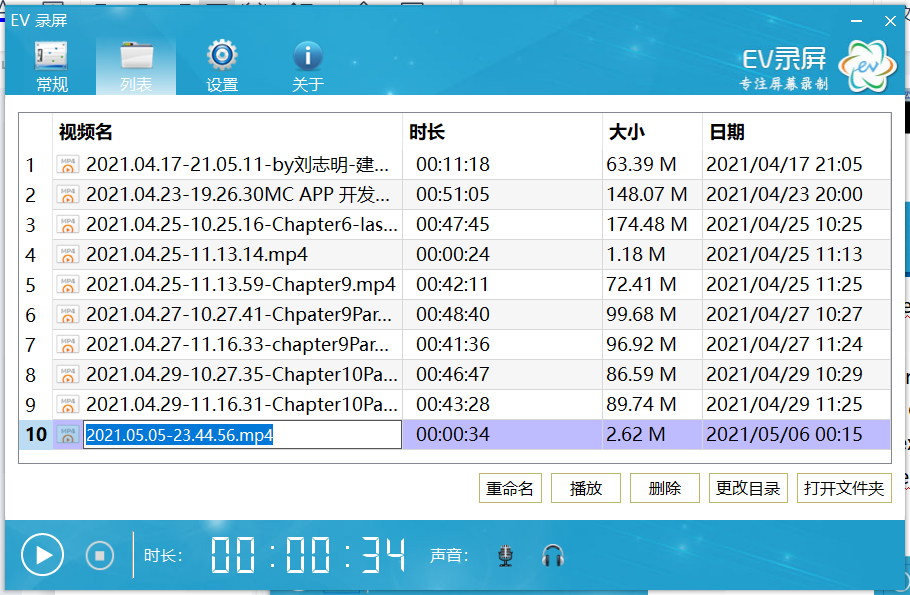 EV 录屏
常规
列表
设置
关于
EV录屏
专注屏幕录制
视频名 时长 大小 日期
1 2021.04.17-21.05.11-by刘志明-建... 00:11:18 63.39 M 2021/04/17 21:05
2 2021.04.23-19.26.30MC APP 开发... 00:51:05 148.07 M 2021/04/23 20:00
3 2021.04.25-10.25.16-Chapter6-las... 00:47:45 174.48 M 2021/04/25 10:25
4 2021.04.25-11.13.14.mp4 00:00:24 1.18 M 2021/04/25 11:13
5 2021.04.25-11.13.59-Chapter9.mp4 00:42:11 72.41 M 2021/04/25 11:25
6 2021.04.27-10.27.41-Chpater9Par... 00:48:40 99.68 M 2021/04/27 10:27
7 2021.04.27-11.16.33-chapter9Par... 00:41:36 96.92 M 2021/04/27 11:24
8 2021.04.29-10.27.35-Chapter10Pa... 00:46:47 86.59 M 2021/04/29 10:29
9 2021.04.29-11.16.31-Chapter10Pa... 00:43:28 89.74 M 2021/04/29 11:25
10 2021.05.05-23.44.56.mp4 00:00:34 2.62 M 2021/05/06 00:15
重命名 播放 删除 更改目录 打开文件夹
时长: 00:00:34 声音: